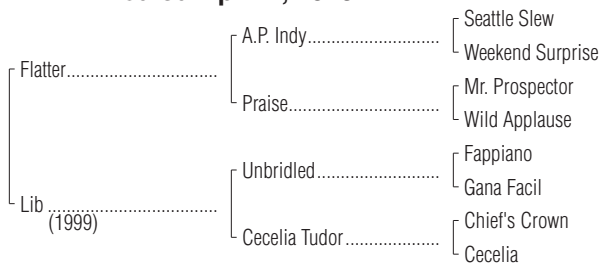 Seattle Slew
A.P. Indy
Weekend Surprise
Flatter
Mr. Prospector
Praise
Wild Applause
Fappiano
Unbridled
Gana Facil
Lib
(1999)
Chief's Crown
Cecelia Tudor
Cecelia